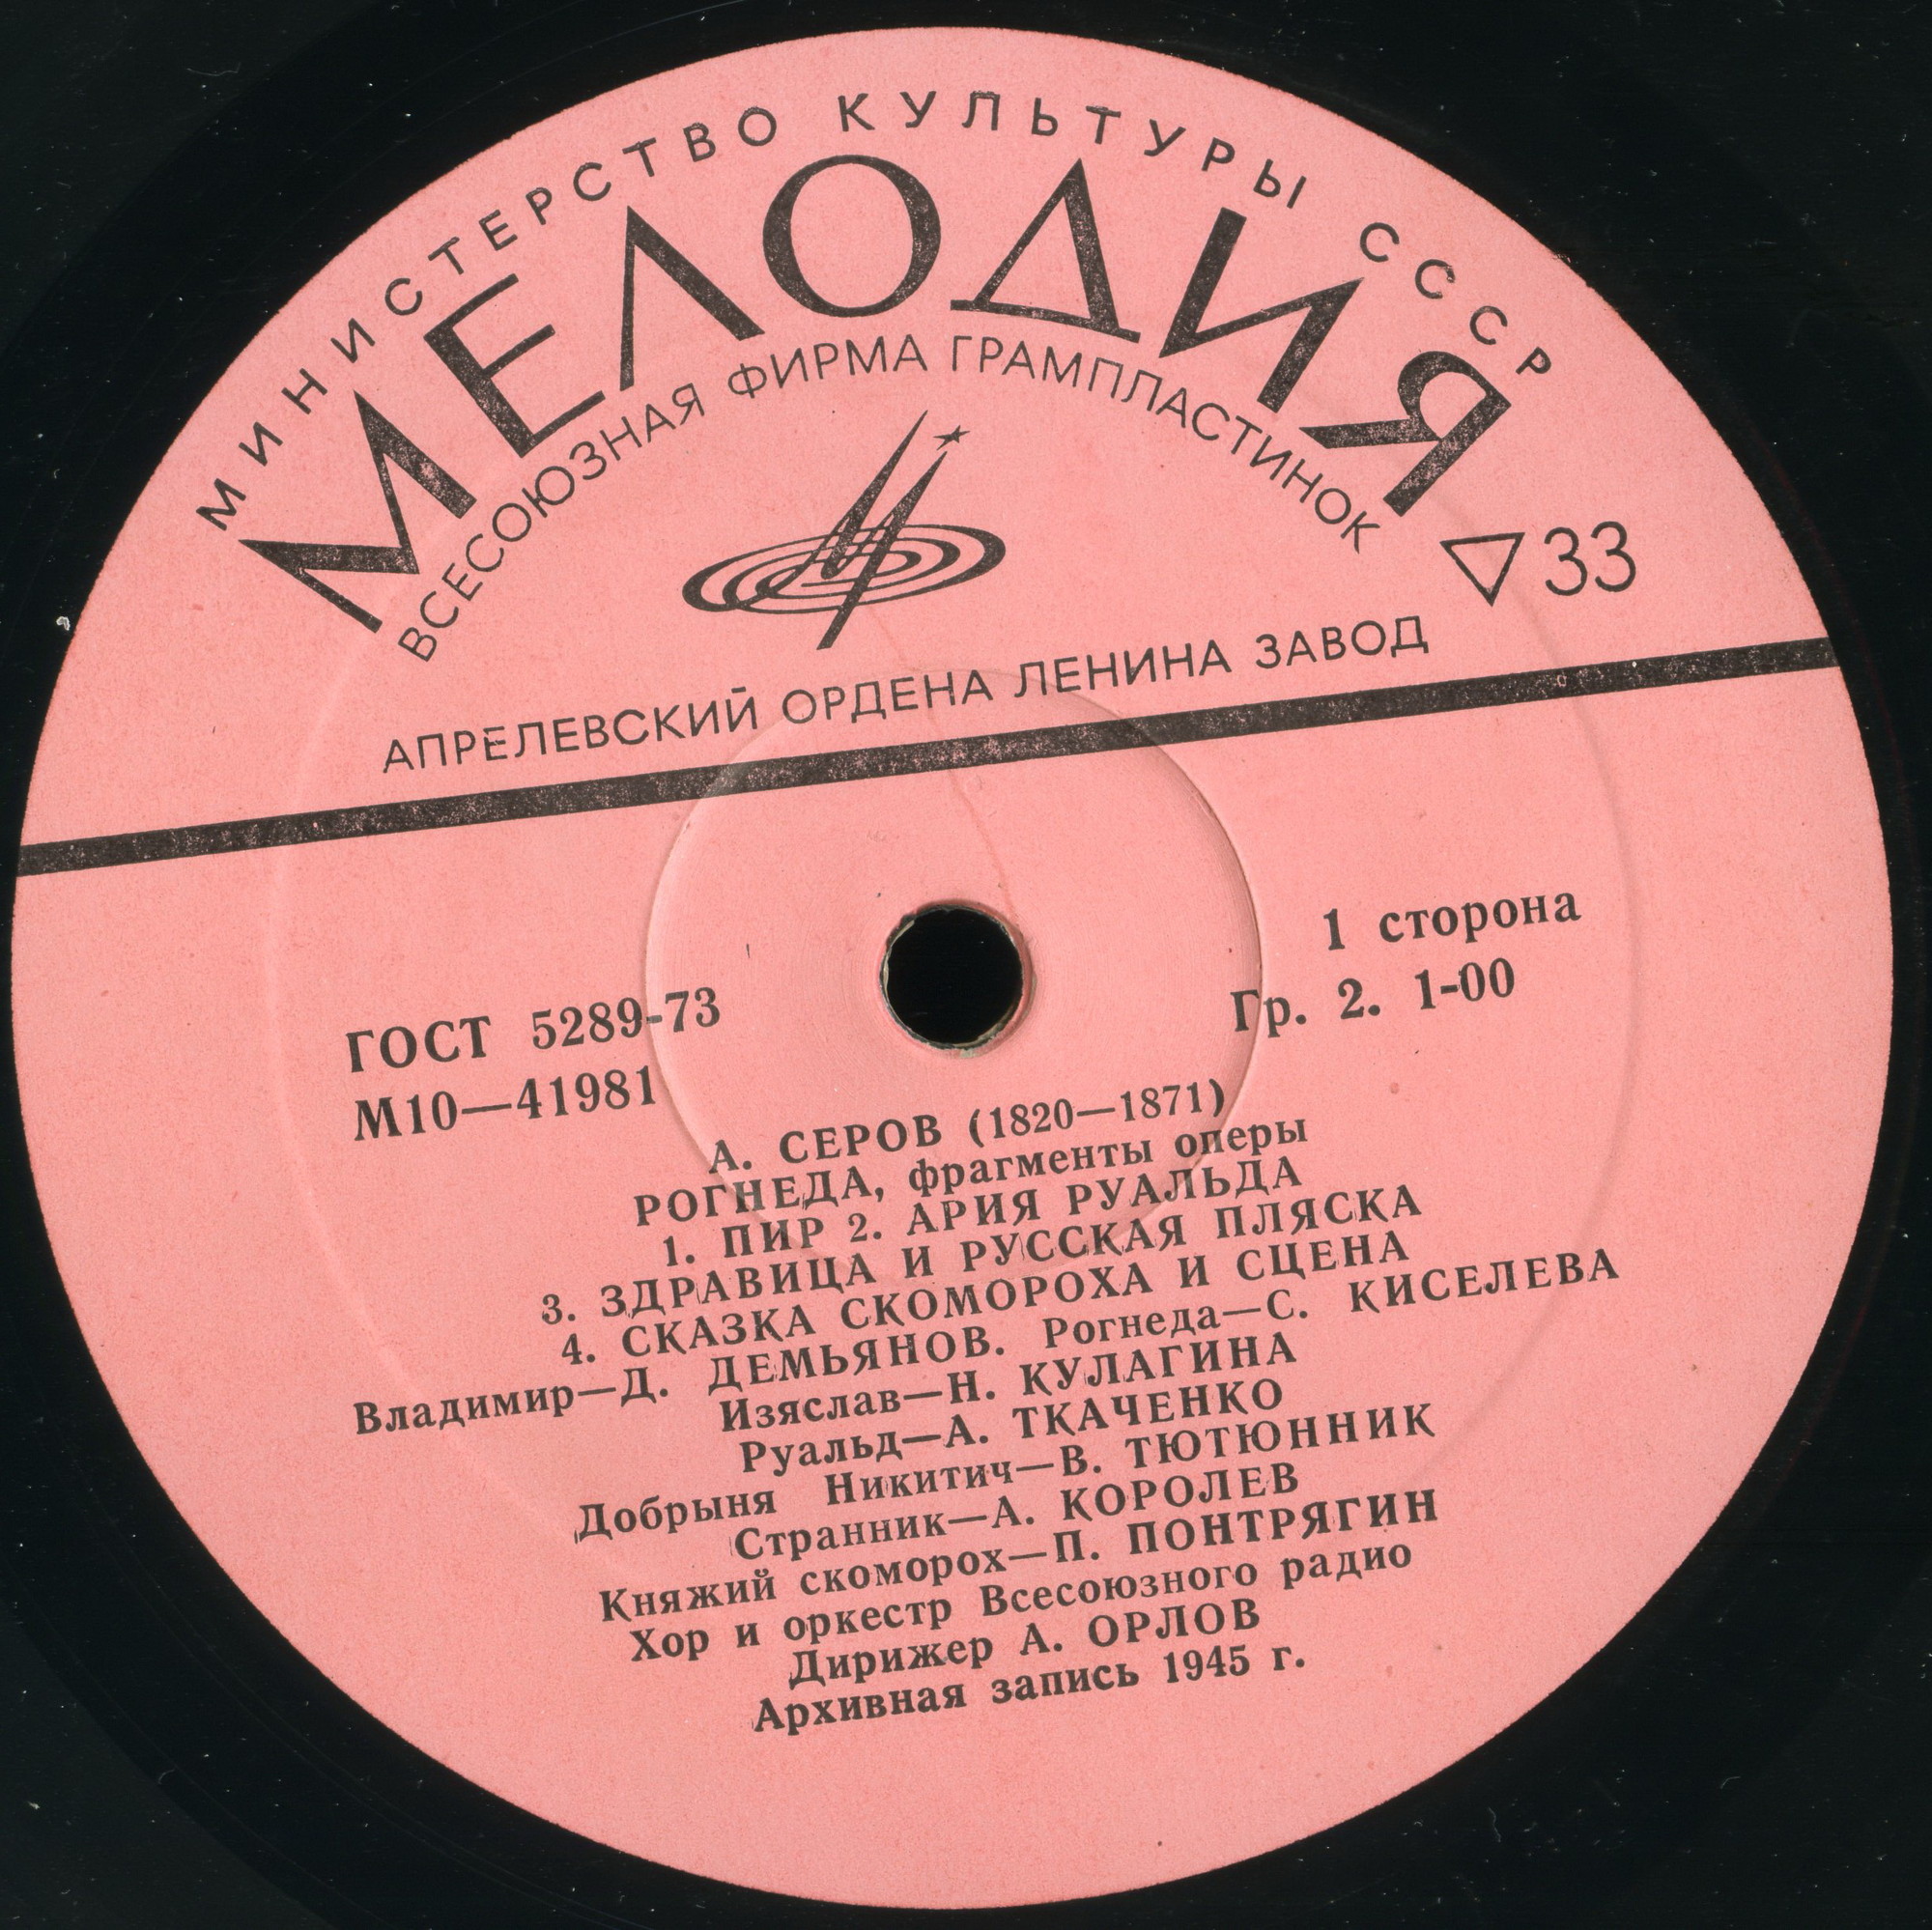 МИНИСТЕРСТВО КУЛЬТУРЫ СССР
МЕЛОДИЯ
ВСЕСОЮЗНАЯ ФИРМА ГРАМПЛАСТИНОК
33
АПРЕЛЕВСКИЙ ОРДЕНА ЛЕНИНА ЗАВОД
1 сторона
ГОСТ 5289-73
Гр. 2. 1-00
М10—41981
А. СЕРОВ (1820—1871)
РОГНЕДА, фрагменты оперы
1. ПИР 2. АРИЯ РУАЛЬДА
3. ЗДРАВИЦА И РУССКАЯ ПЛЯСКА
4. СКАЗКА СКОМОРОХА И СЦЕНА
Владимир—Д. ДЕМЬЯНОВ. Рогнеда—С. КИСЕЛЕВА
Изяслав—Н. КУЛАГИНА
Руальд—А. ТКАЧЕНКО
Добрыня Никитич—В. ТЮТЮННИК
Странник—А. КОРОЛЕВ
Княжий скоморох—П. ПОНТРЯГИН
Хор и оркестр Всесоюзного радио
Дирижер А. ОРЛОВ
Архивная запись 1945 г.